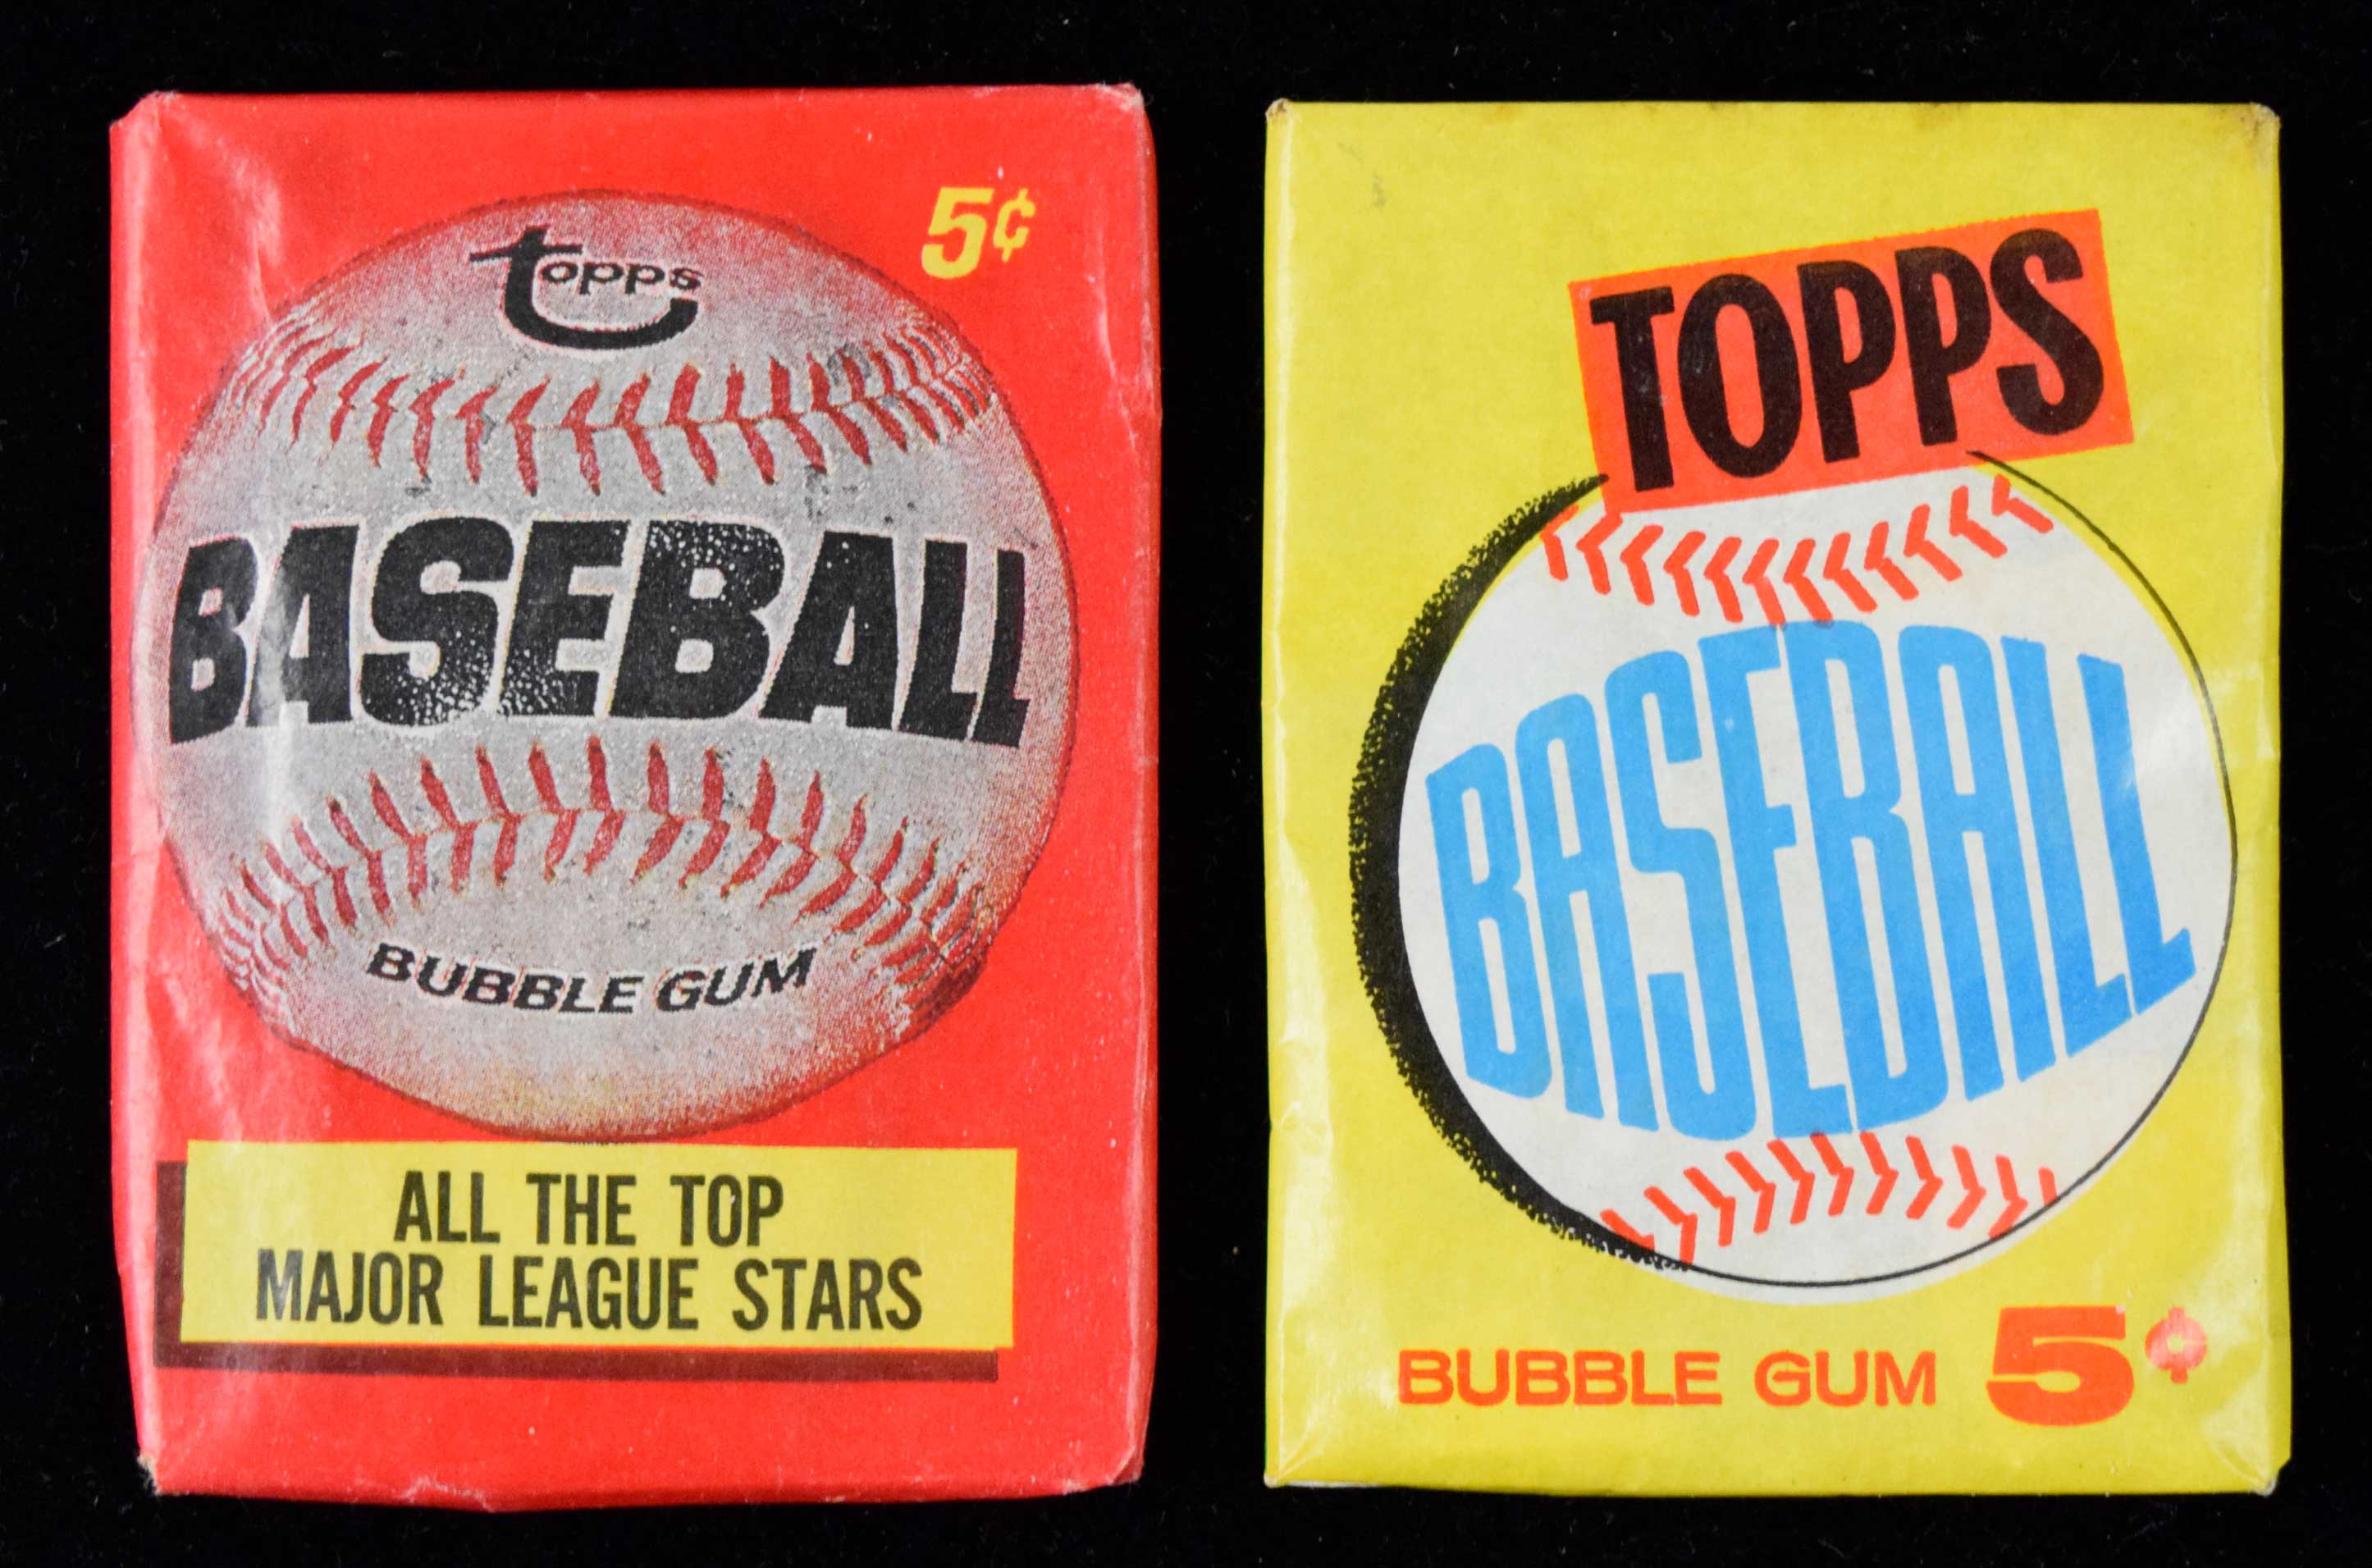 5¢
topps
BASEBALL
BUBBLE GUM
ALL THE TOP
MAJOR LEAGUE STARS
TOPPS
BASEBALL
BUBBLE GUM 5¢